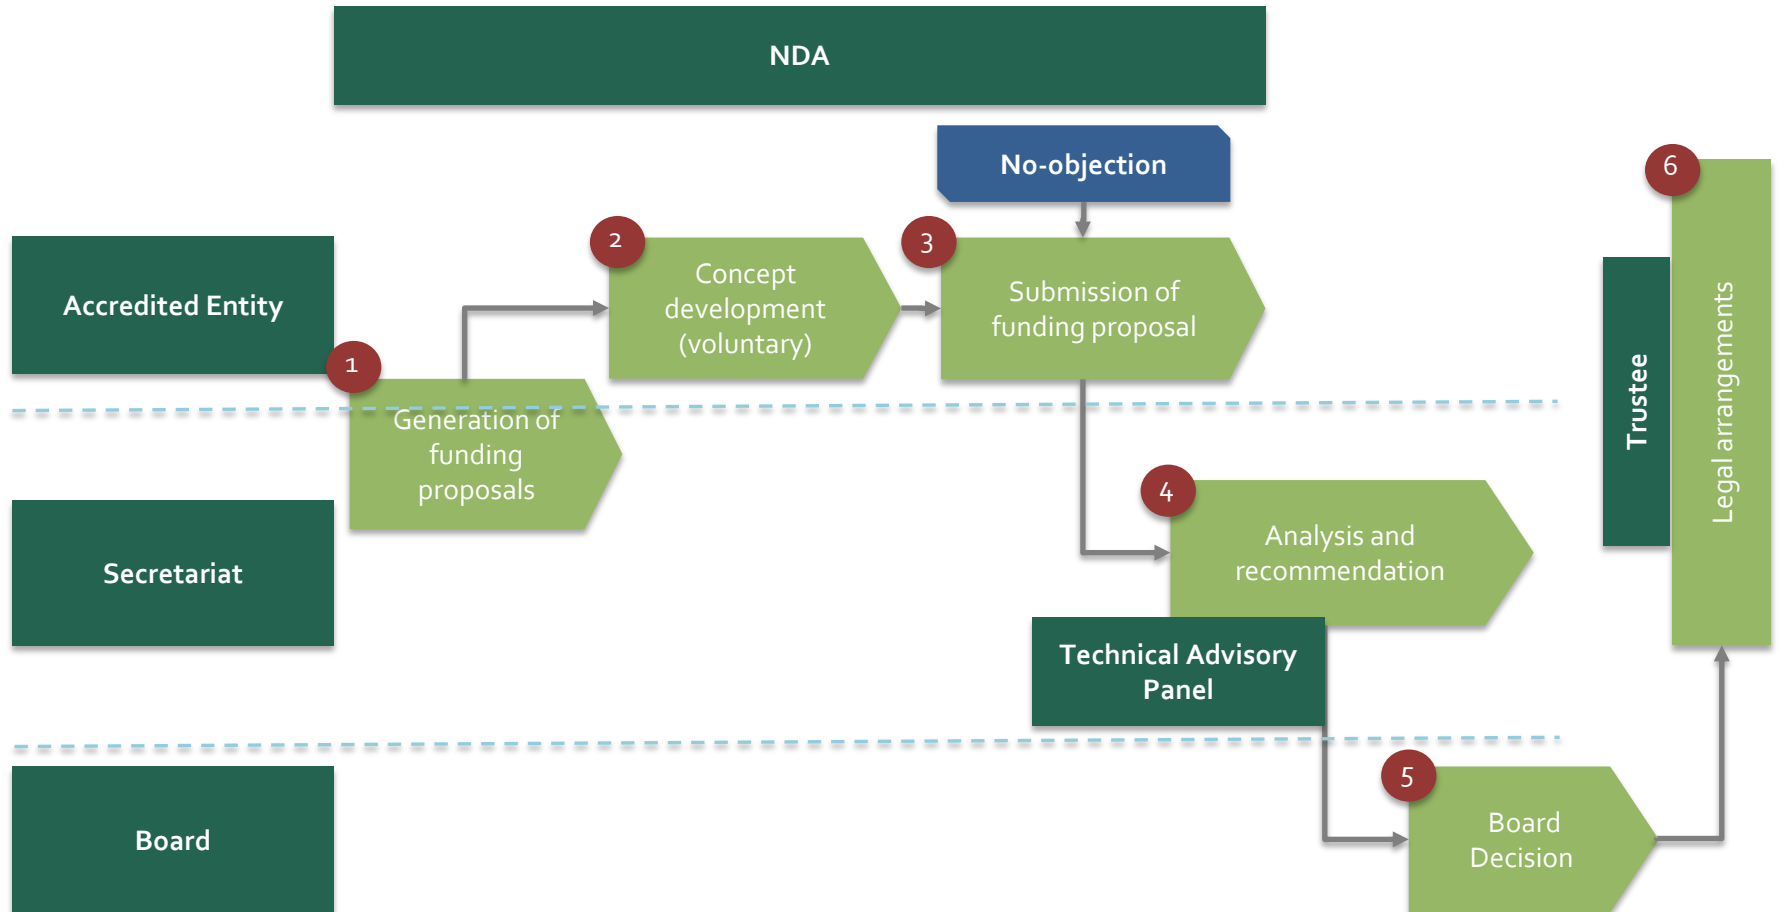 NDA
No-objection
Accredited Entity
1
Generation of
funding
proposals
2
Concept
development
(voluntary)
3
Submission of
funding proposal
Secretariat
4
Analysis and
recommendation
Technical Advisory
Panel
Board
5
Board
Decision
Trustee
6
Legal arrangements